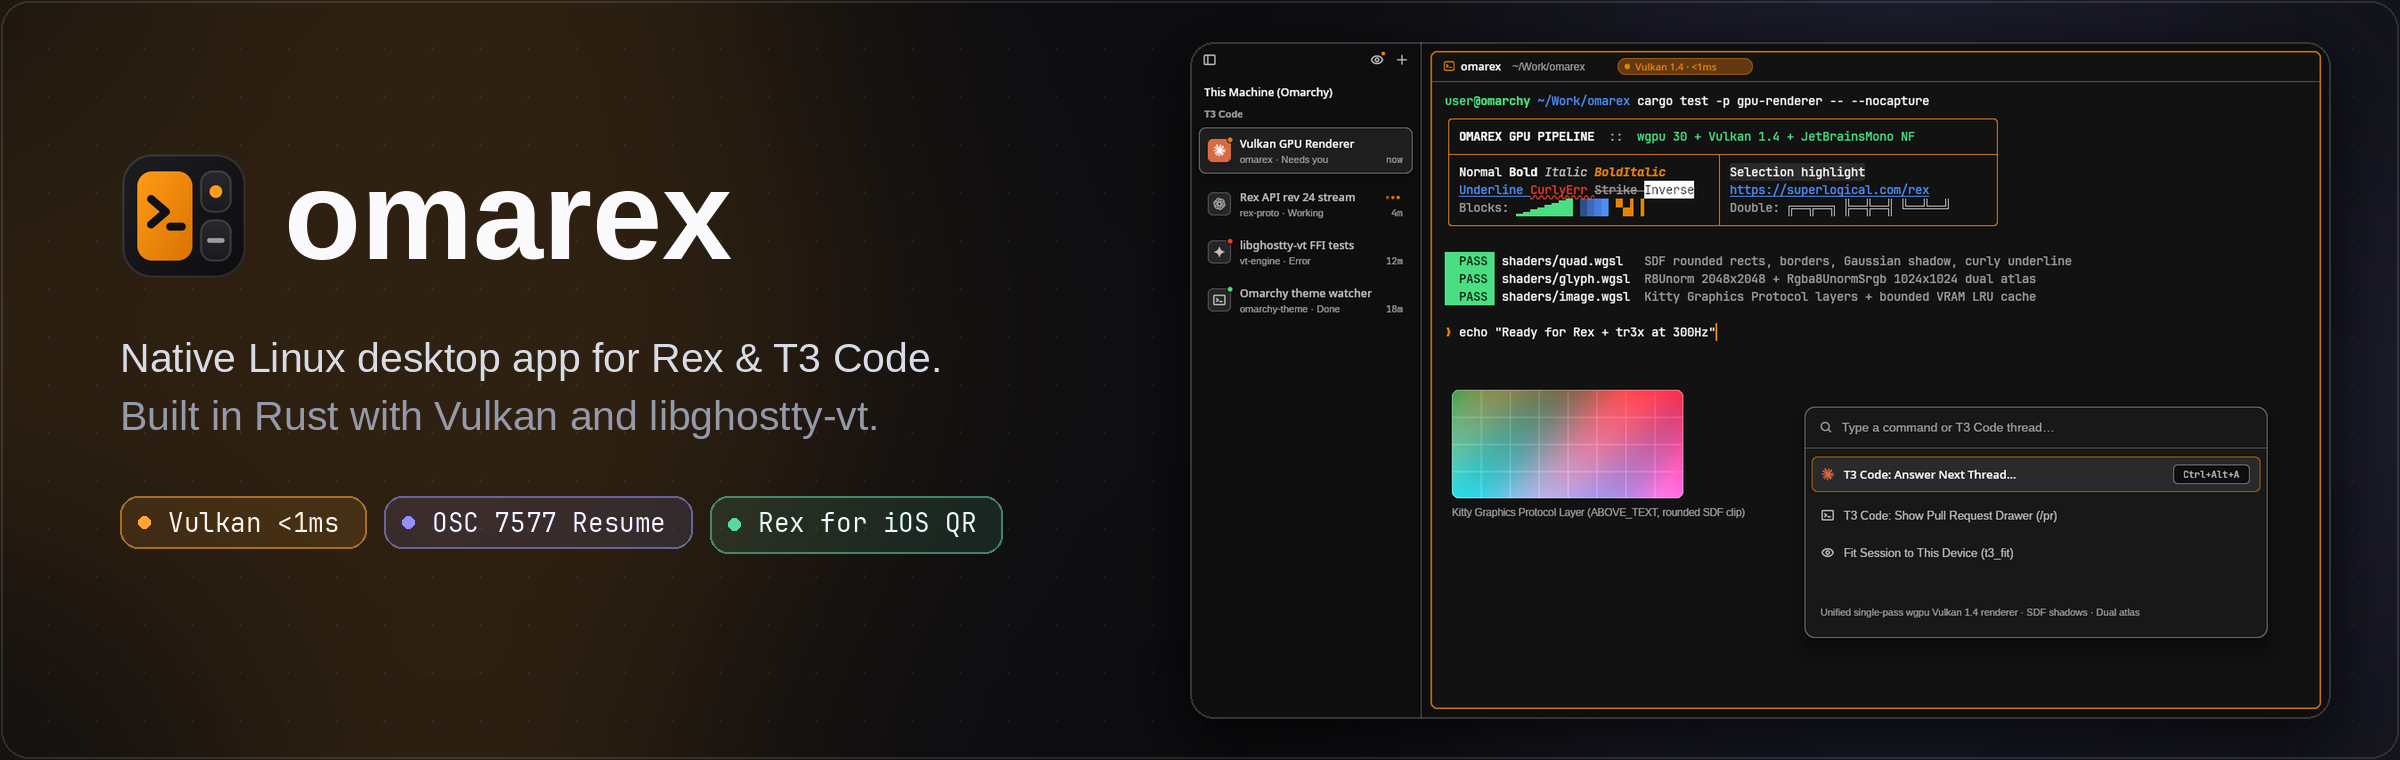 omarex
Native Linux desktop app for Rex & T3 Code.
Built in Rust with Vulkan and libghostty-vt.
Vulkan <1ms
OSC 7577 Resume
Rex for iOS QR
This Machine (Omarchy)
T3 Code
Vulkan GPU Renderer
omarex · Needs you now
Rex API rev 24 stream
rex-proto · Working 4m
libghostty-vt FFI tests
vt-engine · Error 12m
Omarchy theme watcher
omarchy-theme · Done 18m
omarex ~/Work/omarex Vulkan 1.4 · <1ms
user@omarchy ~/Work/omarex cargo test -p gpu-renderer -- --nocapture
OMAREX GPU PIPELINE :: wgpu 30 + Vulkan 1.4 + JetBrainsMono NF
Normal Bold Italic BoldItalic
Underline CurlyErr Strike Inverse
Blocks:
Selection highlight
https://superlogical.com/rex
Double:
PASS shaders/quad.wgsl SDF rounded rects, borders, Gaussian shadow, curly underline
PASS shaders/glyph.wgsl R8Unorm 2048x2048 + Rgba8UnormSrgb 1024x1024 dual atlas
PASS shaders/image.wgsl Kitty Graphics Protocol layers + bounded VRAM LRU cache
❯ echo "Ready for Rex + tr3x at 300Hz"
Kitty Graphics Protocol Layer (ABOVE_TEXT, rounded SDF clip)
Type a command or T3 Code thread...
T3 Code: Answer Next Thread... Ctrl+Alt+A
T3 Code: Show Pull Request Drawer (/pr)
Fit Session to This Device (t3_fit)
Unified single-pass wgpu Vulkan 1.4 renderer · SDF shadows · Dual atlas